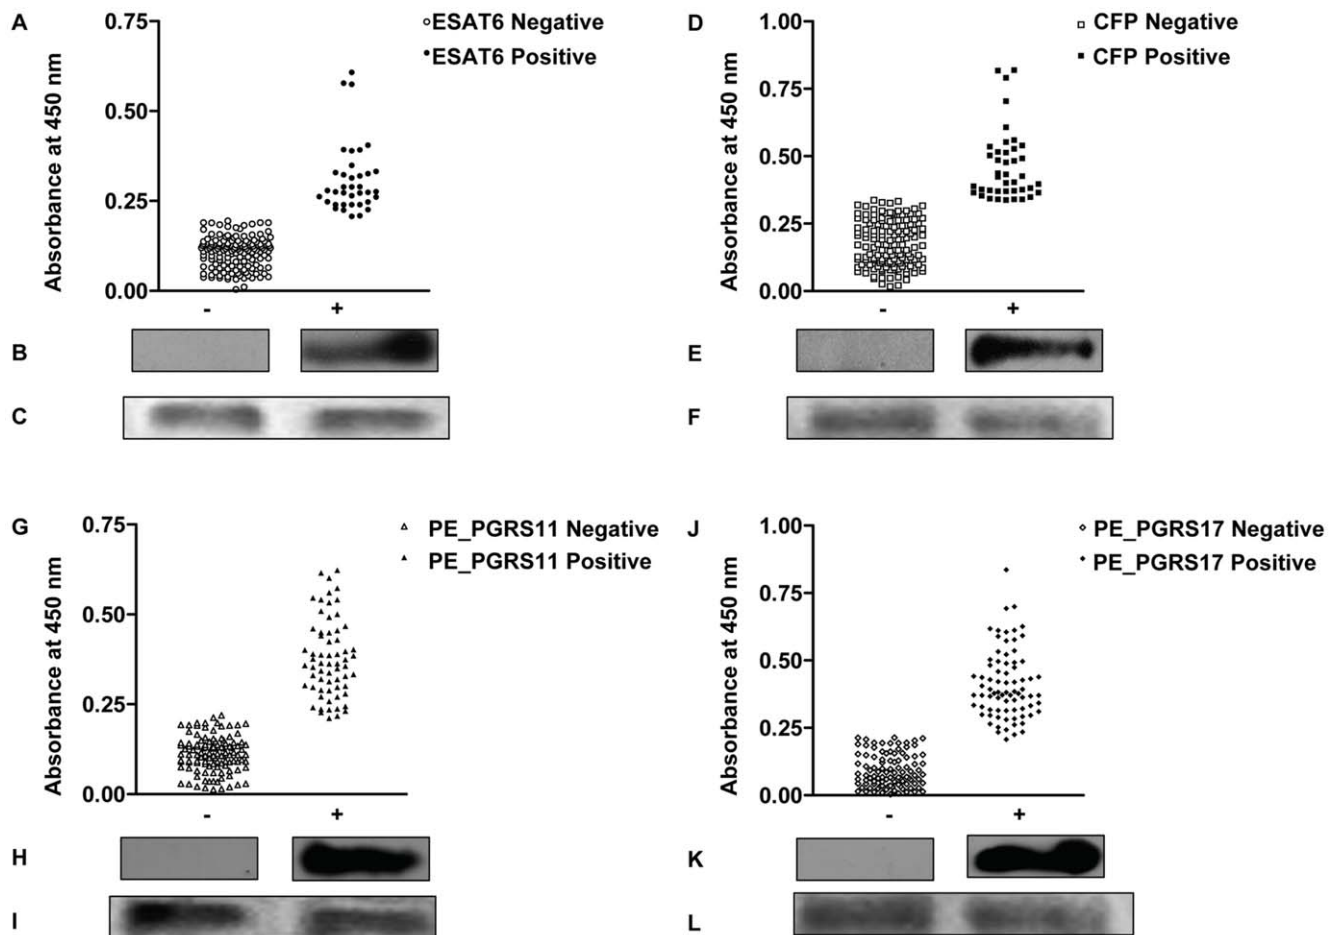 A
Absorbance at 450 nm
0.75
0.50
0.25
0.00
ESAT6 Negative
ESAT6 Positive
- +
B
C
D
Absorbance at 450 nm
1.00
0.75
0.50
0.25
0.00
CFP Negative
CFP Positive
- +
E
F
G
Absorbance at 450 nm
0.75
0.50
0.25
0.00
PE_PGRS11 Negative
PE_PGRS11 Positive
- +
H
I
J
Absorbance at 450 nm
1.00
0.75
0.50
0.25
0.00
PE_PGRS17 Negative
PE_PGRS17 Positive
- +
K
L